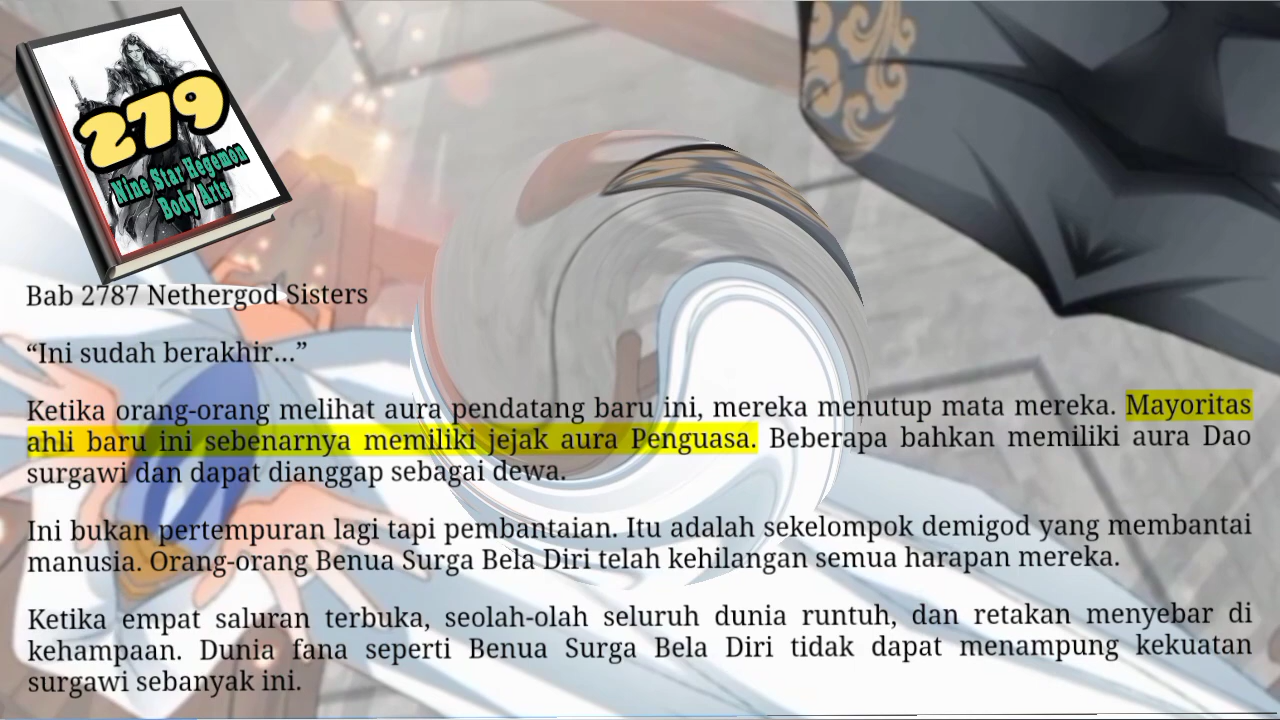 279
Nine Star Hegemon
Body Arts
Bab 2787 Nethergod Sisters
“Ini sudah berakhir...”
Ketika orang-orang melihat aura pendatang baru ini, mereka menutup mata mereka. Mayoritas
ahli baru ini sebenarnya memiliki jejak aura Penguasa. Beberapa bahkan memiliki aura Dao
surgawi dan dapat dianggap sebagai dewa.
Ini bukan pertempuran lagi tapi pembantaian. Itu adalah sekelompok demigod yang membantai
manusia. Orang-orang Benua Surga Bela Diri telah kehilangan semua harapan mereka.
Ketika empat saluran terbuka, seolah-olah seluruh dunia runtuh, dan retakan menyebar di
kehampaan. Dunia fana seperti Benua Surga Bela Diri tidak dapat menampung kekuatan
surgawi sebanyak ini.